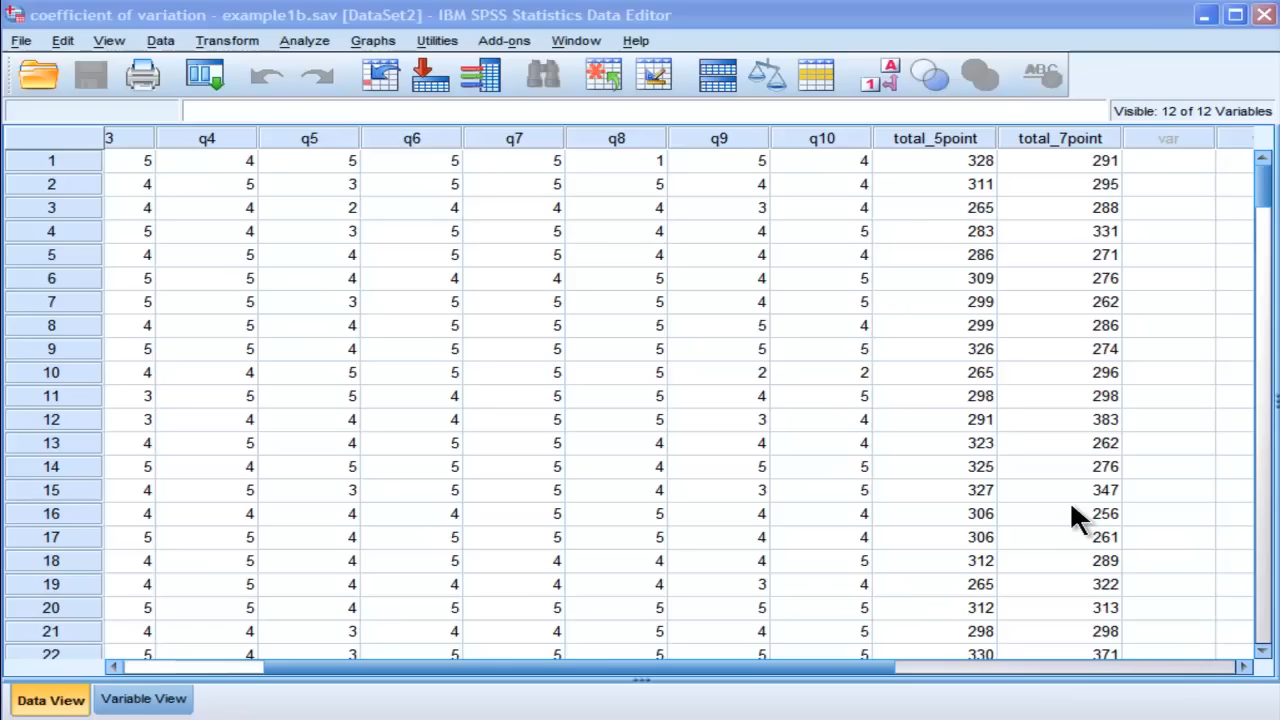 coefficient of variation - example1b.sav [DataSet2] - IBM SPSS Statistics Data Editor
File Edit View Data Transform Analyze Graphs Utilities Add-ons Window Help
1 A ABC
Visible: 12 of 12 Variables
3 q4 q5 q6 q7 q8 q9 q10 total_5point total_7point var
1 5 4 5 5 5 1 5 4 328 291
2 4 5 3 5 5 5 4 4 311 295
3 4 4 2 4 4 4 3 4 265 288
4 5 4 3 5 5 4 4 5 283 331
5 4 5 4 5 5 4 4 4 286 271
6 5 5 4 4 4 5 4 5 309 276
7 5 5 3 5 5 5 4 5 299 262
8 4 5 4 5 5 5 5 4 299 286
9 5 5 4 5 5 5 5 5 326 274
10 4 4 5 5 5 5 2 2 265 296
11 3 5 5 4 5 5 4 5 298 298
12 3 4 4 4 5 5 3 4 291 383
13 4 5 4 5 5 4 4 4 323 262
14 5 4 5 5 5 4 5 5 325 276
15 4 5 3 5 5 4 3 5 327 347
16 4 4 4 4 5 5 4 4 306 256
17 5 5 4 5 5 5 4 4 306 261
18 4 5 4 5 4 4 4 5 312 289
19 4 5 4 4 4 4 3 4 265 322
20 5 5 4 5 5 5 5 5 312 313
21 4 4 3 4 4 5 4 5 298 298
22 5 4 3 5 5 5 5 5 330 371
Data View Variable View